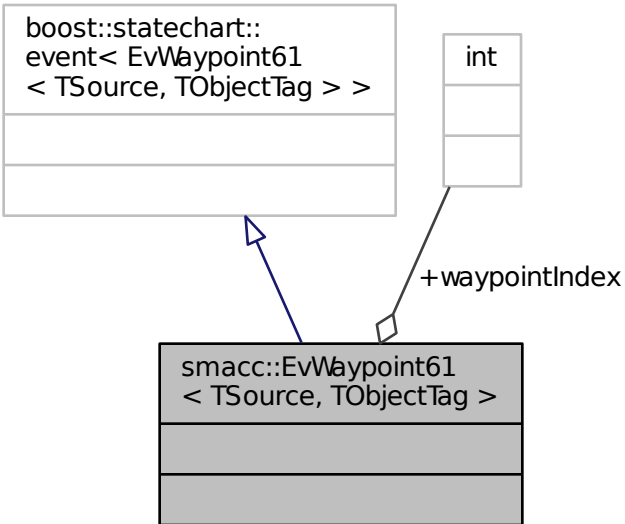 boost::statechart::
event< EvWaypoint61
< TSource, TObjectTag > >
int
+waypointIndex
smacc::EvWaypoint61
< TSource, TObjectTag >